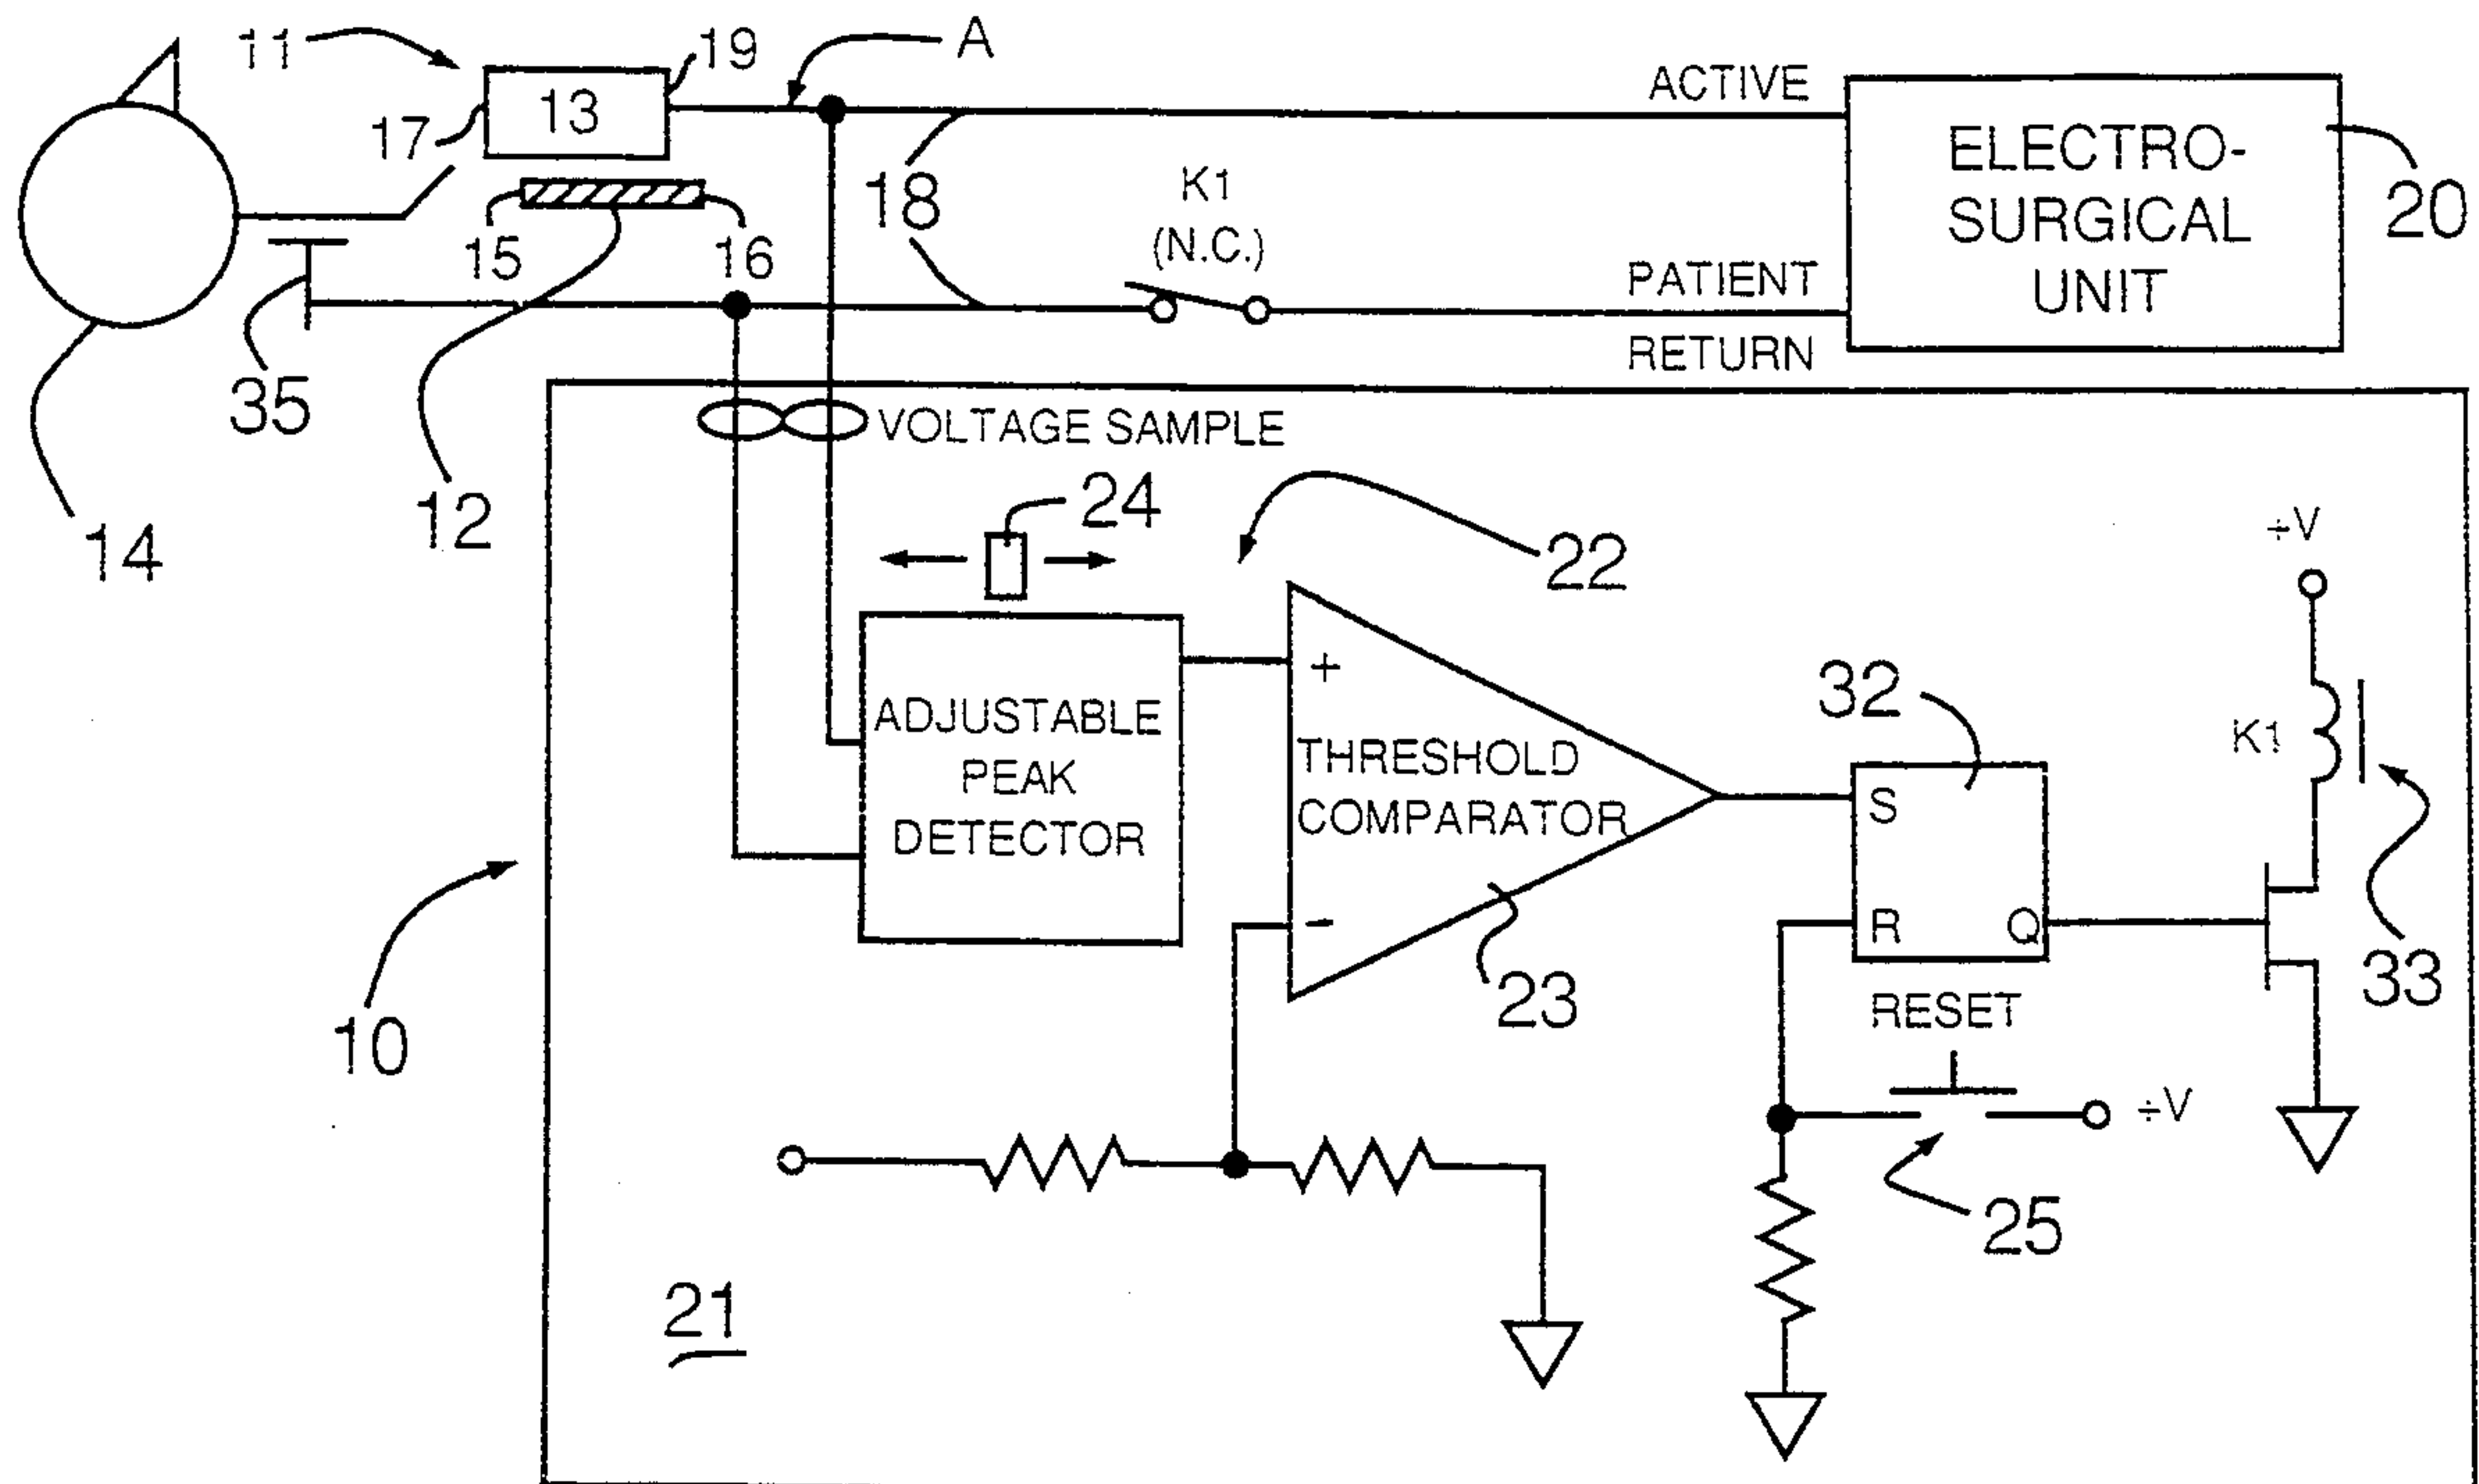 11
19
A
13
17
ACTIVE
ELECTRO-
SURGICAL
UNIT
20
18
K1
(N.C.)
15
16
PATIENT
RETURN
35
VOLTAGE SAMPLE
12
24
14
22
÷V
+
32
ADJUSTABLE
PEAK
DETECTOR
THRESHOLD
COMPARATOR
K1
S
R
Q
-
23
33
10
RESET
÷V
25
21